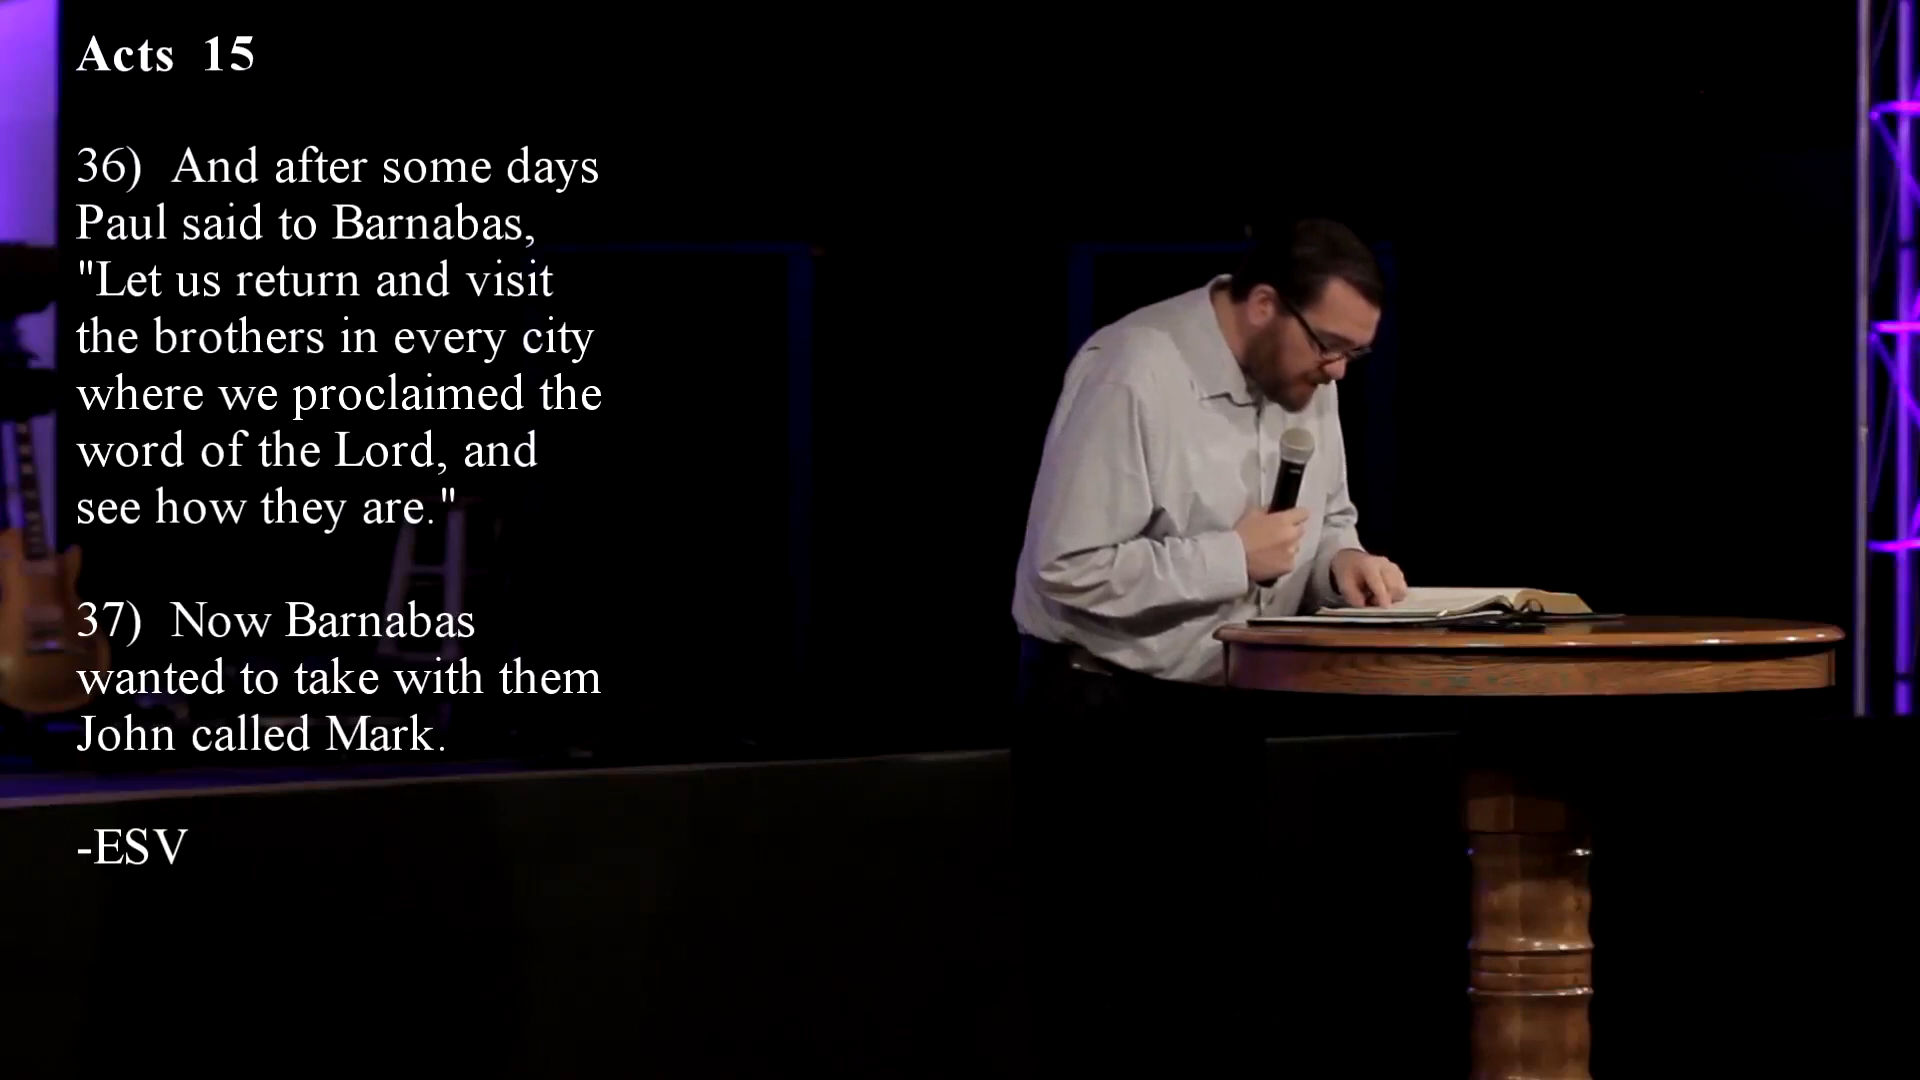 Acts 15
36) And after some days
Paul said to Barnabas,
"Let us return and visit
the brothers in every city
where we proclaimed the
word of the Lord, and
see how they are."
37) Now Barnabas
wanted to take with them
John called Mark.
-ESV